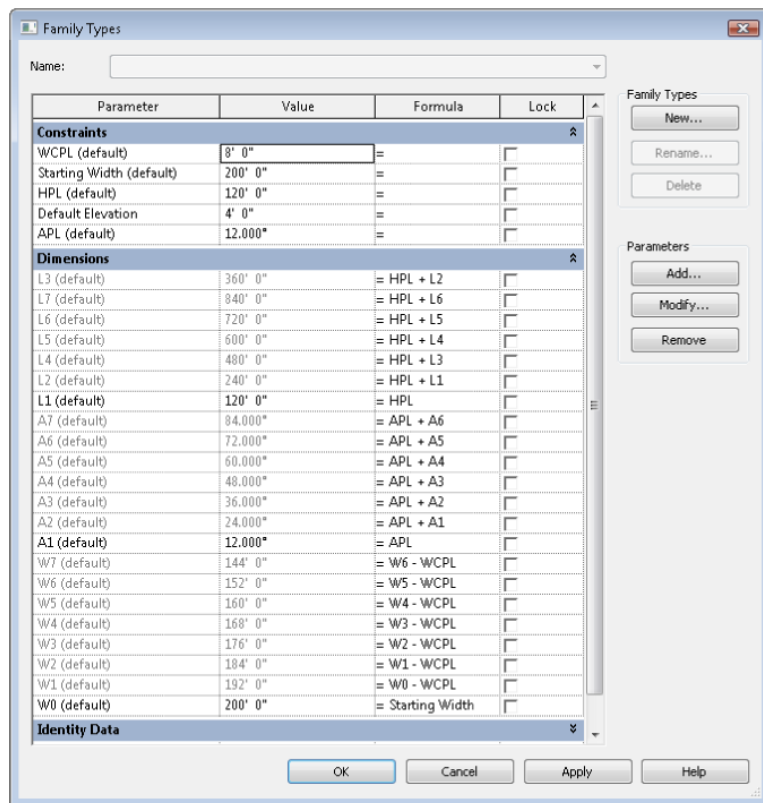 Family Types
Name:
Parameter Value Formula Lock
Constraints
WCPL (default) 8' 0" =
Starting Width (default) 200' 0" =
HPL (default) 120' 0" =
Default Elevation 4' 0" =
APL (default) 12.000° =
Dimensions
L3 (default) 360' 0" = HPL + L2
L7 (default) 840' 0" = HPL + L6
L6 (default) 720' 0" = HPL + L5
L5 (default) 600' 0" = HPL + L4
L4 (default) 480' 0" = HPL + L3
L2 (default) 240' 0" = HPL + L1
L1 (default) 120' 0" = HPL
A7 (default) 84.000° = APL + A6
A6 (default) 72.000° = APL + A5
A5 (default) 60.000° = APL + A4
A4 (default) 48.000° = APL + A3
A3 (default) 36.000° = APL + A2
A2 (default) 24.000° = APL + A1
A1 (default) 12.000° = APL
W7 (default) 144' 0" = W6 - WCPL
W6 (default) 152' 0" = W5 - WCPL
W5 (default) 160' 0" = W4 - WCPL
W4 (default) 168' 0" = W3 - WCPL
W3 (default) 176' 0" = W2 - WCPL
W2 (default) 184' 0" = W1 - WCPL
W1 (default) 192' 0" = W0 - WCPL
W0 (default) 200' 0" = Starting Width
Identity Data
Family Types
New...
Rename...
Delete
Parameters
Add...
Modify...
Remove
OK Cancel Apply Help